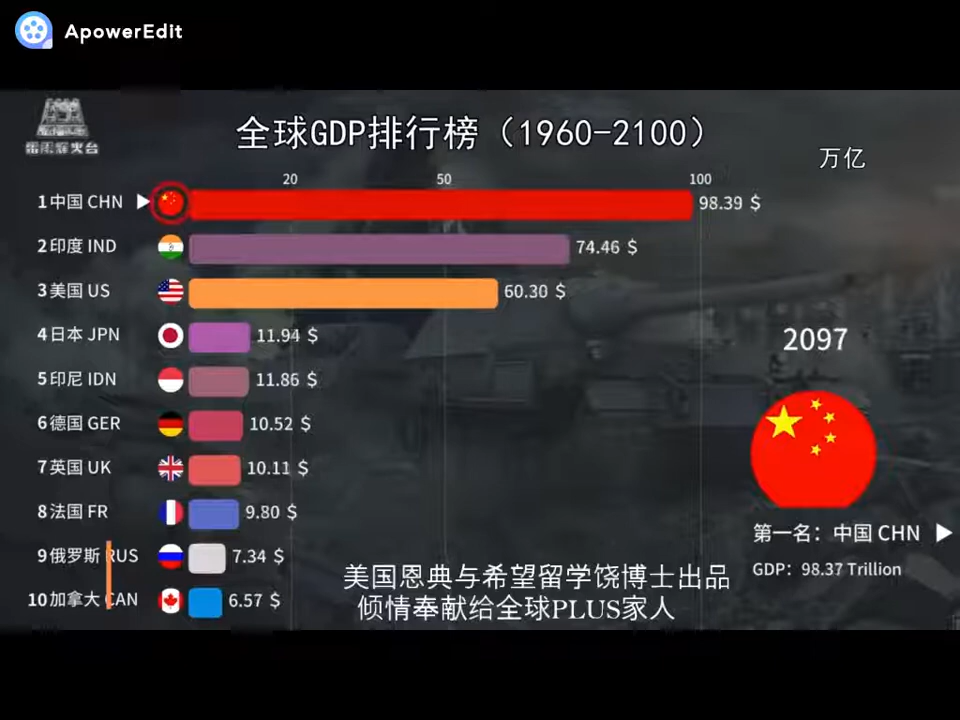 ApowerEdit
全球GDP排行榜（1960-2100）
万亿
20 50 100
1 中国 CHN 98.39 $
2 印度 IND 74.46 $
3 美国 US 60.30 $
4 日本 JPN 11.94 $
5 印尼 IDN 11.86 $
6 德国 GER 10.52 $
7 英国 UK 10.11 $
8 法国 FR 9.80 $
9 俄罗斯 RUS 7.34 $
10 加拿大 CAN 6.57 $
2097
第一名：中国 CHN
GDP：98.37 Trillion
美国恩典与希望留学饶博士出品
倾情奉献给全球PLUS家人